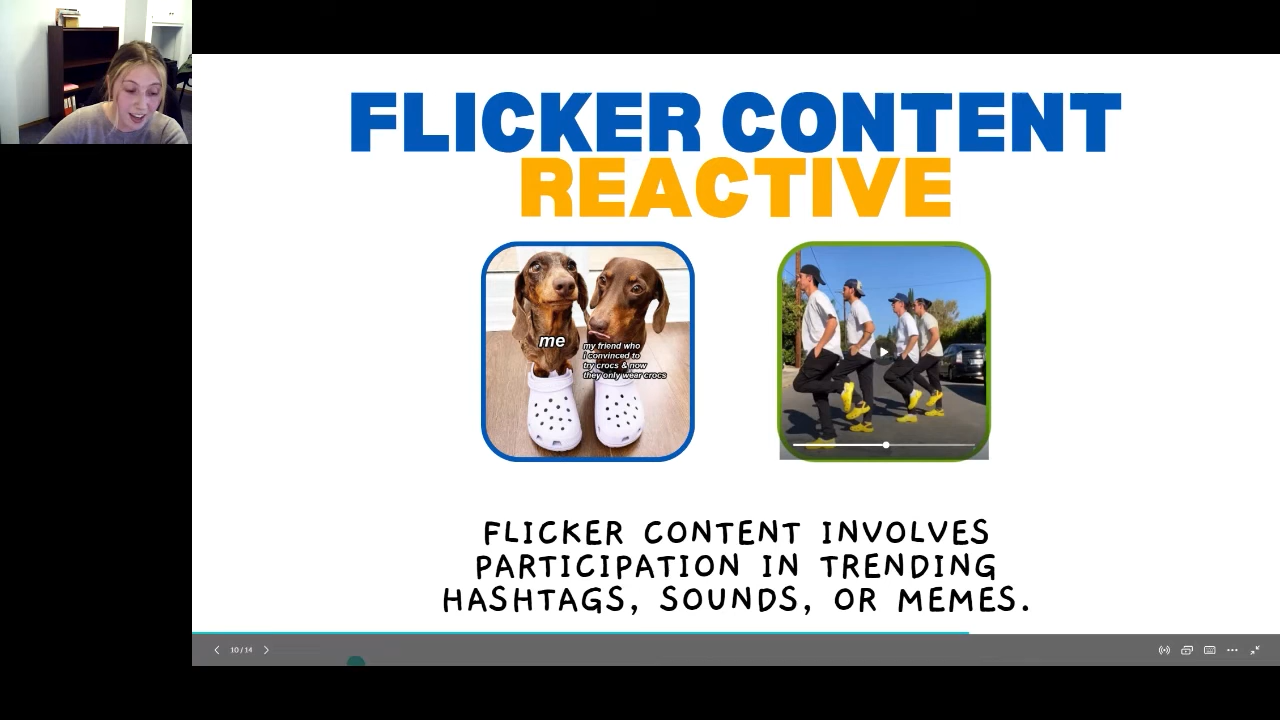 FLICKER CONTENT
REACTIVE
me
my friend who
i convinced to
try crocs & now
they only wear crocs
FLICKER CONTENT INVOLVES
PARTICIPATION IN TRENDING
HASHTAGS, SOUNDS, OR MEMES.
10 / 14